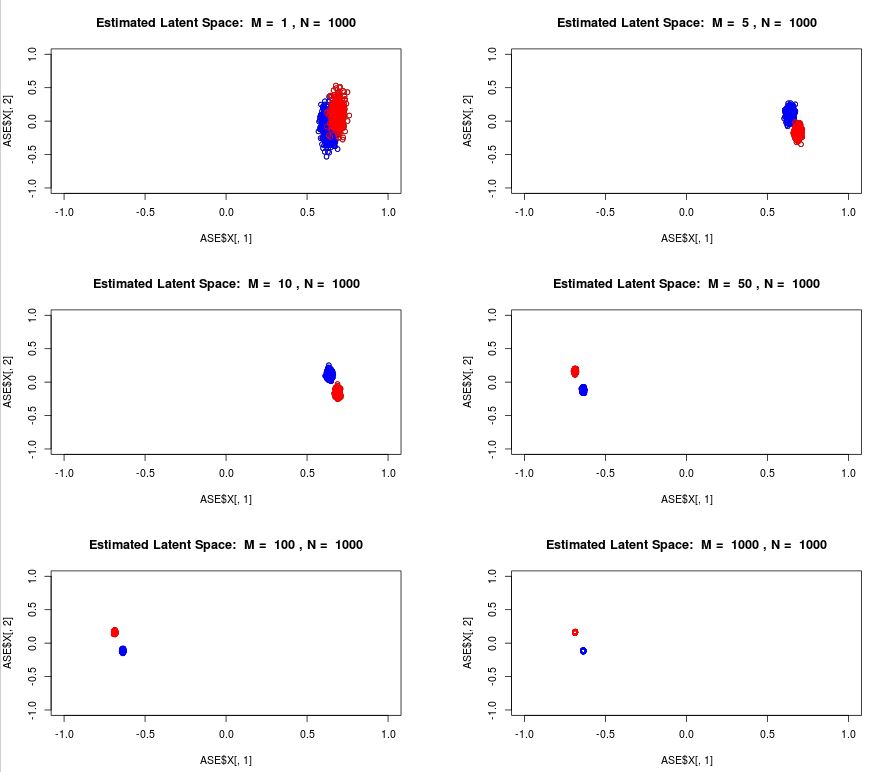 Estimated Latent Space:  M =  1 , N =  1000
1.0
0.5
0.0
-0.5
-1.0
ASE$X[, 2]
-1.0 -0.5 0.0 0.5 1.0
ASE$X[, 1]
Estimated Latent Space:  M =  5 , N =  1000
1.0
0.5
0.0
-0.5
-1.0
ASE$X[, 2]
-1.0 -0.5 0.0 0.5 1.0
ASE$X[, 1]
Estimated Latent Space:  M =  10 , N =  1000
1.0
0.5
0.0
-0.5
-1.0
ASE$X[, 2]
-1.0 -0.5 0.0 0.5 1.0
ASE$X[, 1]
Estimated Latent Space:  M =  50 , N =  1000
1.0
0.5
0.0
-0.5
-1.0
ASE$X[, 2]
-1.0 -0.5 0.0 0.5 1.0
ASE$X[, 1]
Estimated Latent Space:  M =  100 , N =  1000
1.0
0.5
0.0
-0.5
-1.0
ASE$X[, 2]
-1.0 -0.5 0.0 0.5 1.0
ASE$X[, 1]
Estimated Latent Space:  M =  1000 , N =  1000
1.0
0.5
0.0
-0.5
-1.0
ASE$X[, 2]
-1.0 -0.5 0.0 0.5 1.0
ASE$X[, 1]